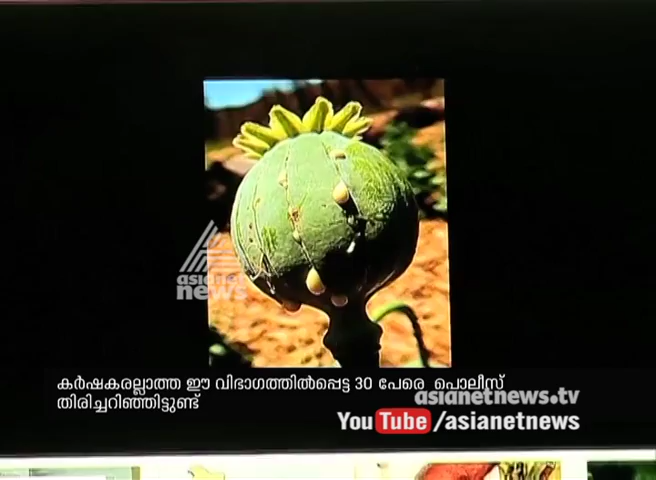 asianet
news
കർഷകരല്ലാത്ത ഈ വിഭാഗത്തിൽപ്പെട്ട 30 പേരെ പൊലീസ്
തിരിച്ചറിഞ്ഞിട്ടുണ്ട്
asianetnews.tv
YouTube /asianetnews